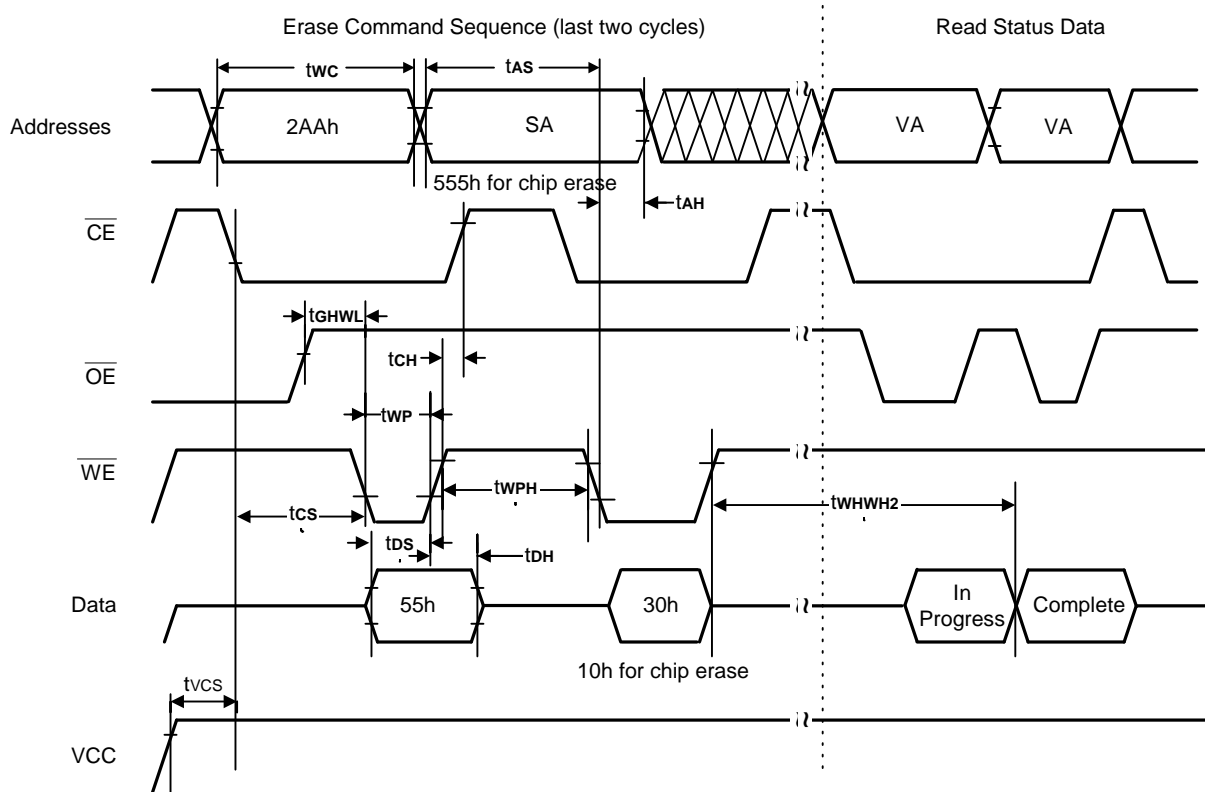 Erase Command Sequence (last two cycles)
Read Status Data
tWC
tAS
Addresses
2AAh
SA
VA
VA
555h for chip erase
tAH
CE
tGHWL
OE
tCH
tWP
WE
tWPH
tCS
tWHWH2
tDS
tDH
Data
55h
30h
In
Progress
Complete
10h for chip erase
tVCS
VCC